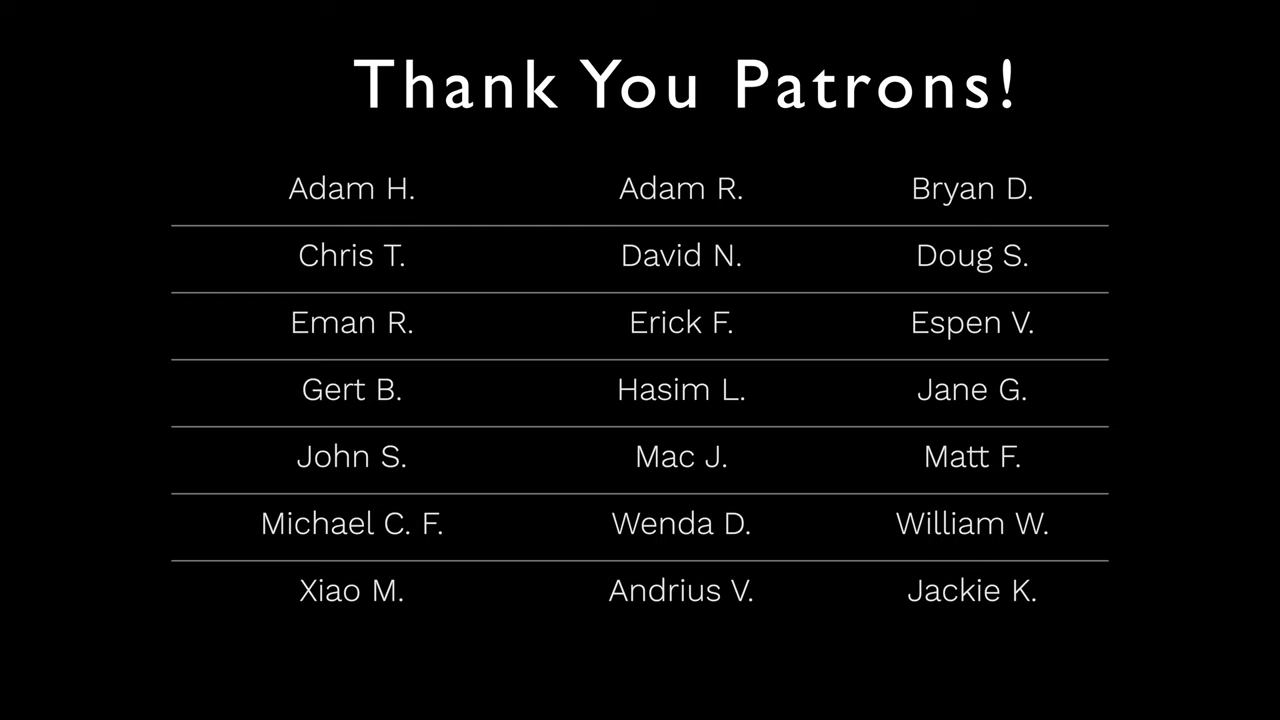 Thank You Patrons!
Adam H. Adam R. Bryan D.
Chris T. David N. Doug S.
Eman R. Erick F. Espen V.
Gert B. Hasim L. Jane G.
John S. Mac J. Matt F.
Michael C. F. Wenda D. William W.
Xiao M. Andrius V. Jackie K.